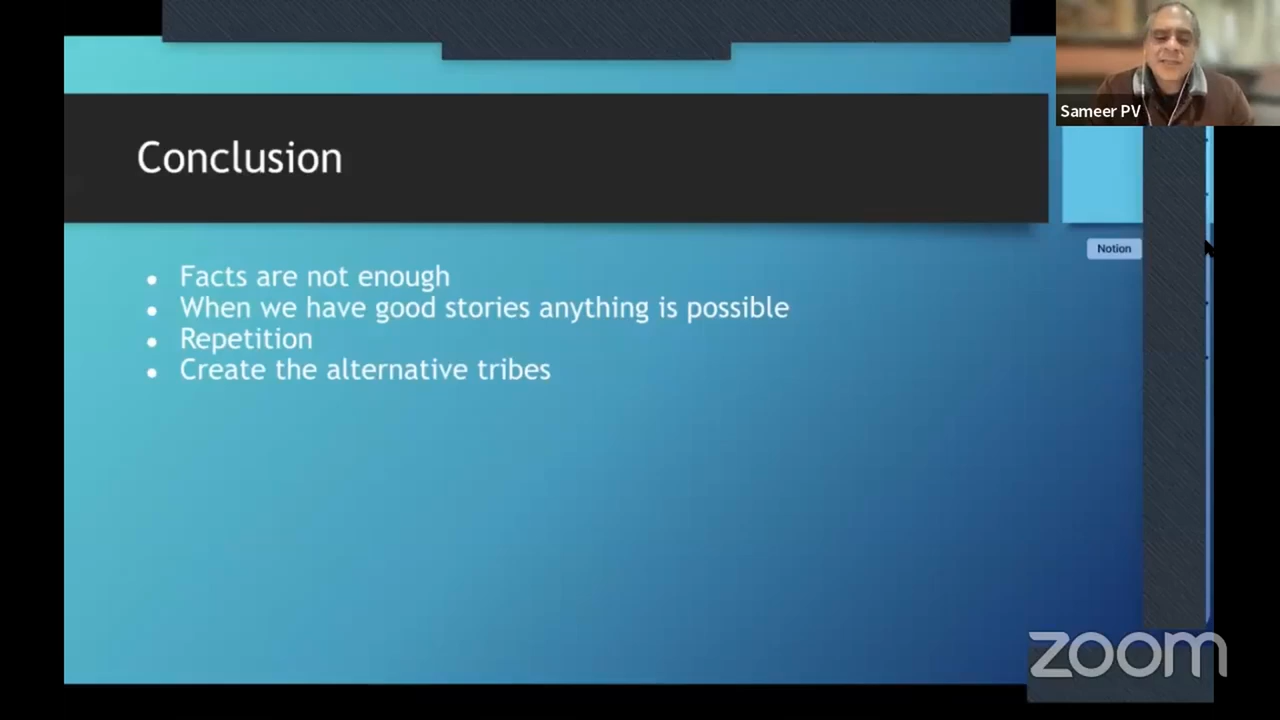 Sameer PV
Conclusion
Notion
Facts are not enough
When we have good stories anything is possible
Repetition
Create the alternative tribes
zoom